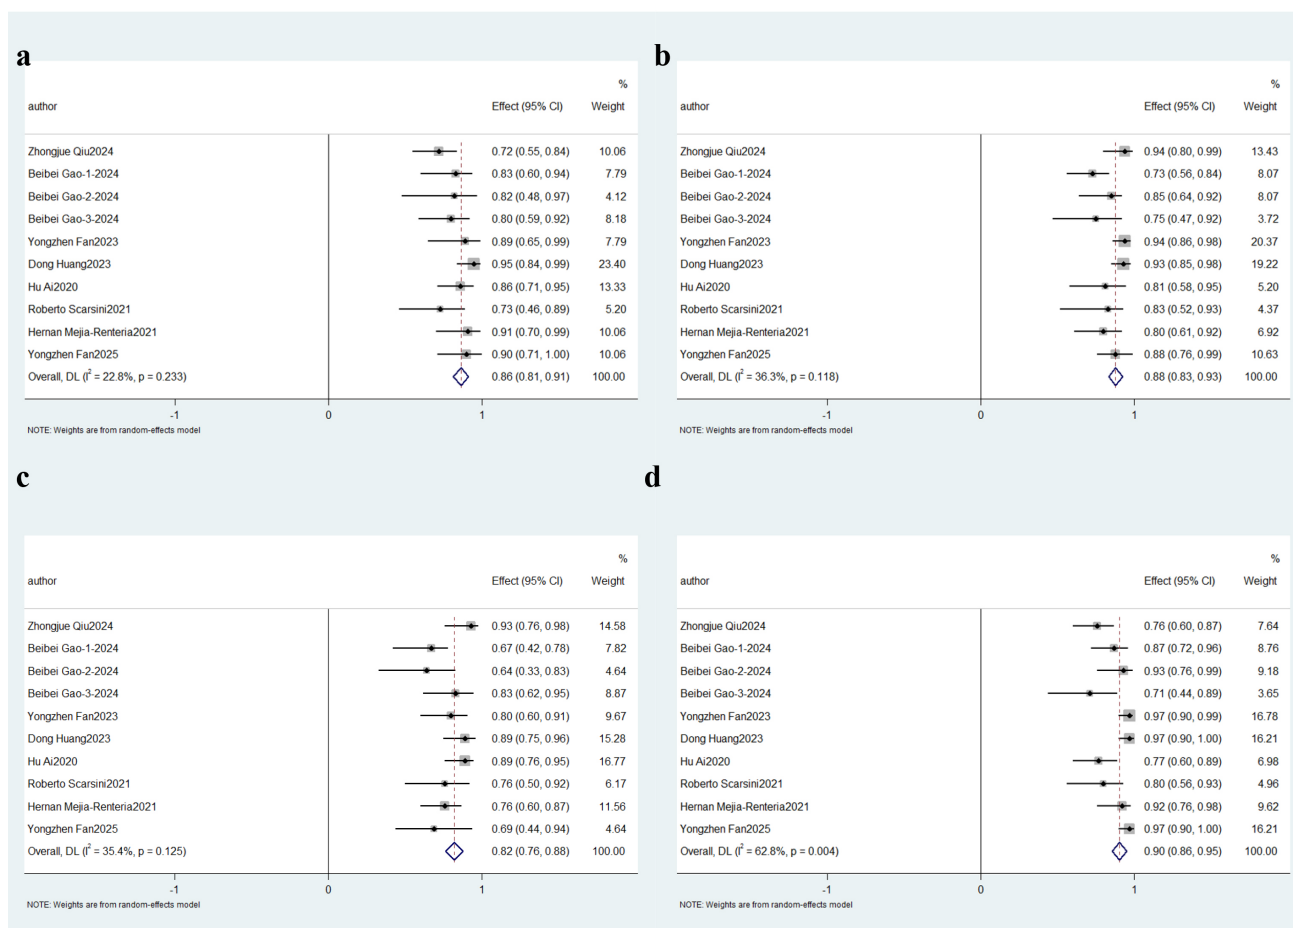 a
%
author Effect (95% CI) Weight
Zhongjue Qiu2024 0.72 (0.55, 0.84) 10.06
Beibei Gao-1-2024 0.83 (0.60, 0.94) 7.79
Beibei Gao-2-2024 0.82 (0.48, 0.97) 4.12
Beibei Gao-3-2024 0.80 (0.59, 0.92) 8.18
Yongzhen Fan2023 0.89 (0.65, 0.99) 7.79
Dong Huang2023 0.95 (0.84, 0.99) 23.40
Hu Ai2020 0.86 (0.71, 0.95) 13.33
Roberto Scarsini2021 0.73 (0.46, 0.89) 5.20
Hernan Mejia-Renteria2021 0.91 (0.70, 0.99) 10.06
Yongzhen Fan2025 0.90 (0.71, 1.00) 10.06
Overall, DL (I² = 22.8%, p = 0.233) 0.86 (0.81, 0.91) 100.00
-1 0 1
NOTE: Weights are from random-effects model
b
%
author Effect (95% CI) Weight
Zhongjue Qiu2024 0.94 (0.80, 0.99) 13.43
Beibei Gao-1-2024 0.73 (0.56, 0.84) 8.07
Beibei Gao-2-2024 0.85 (0.64, 0.92) 8.07
Beibei Gao-3-2024 0.75 (0.47, 0.92) 3.72
Yongzhen Fan2023 0.94 (0.86, 0.98) 20.37
Dong Huang2023 0.93 (0.85, 0.98) 19.22
Hu Ai2020 0.81 (0.58, 0.95) 5.20
Roberto Scarsini2021 0.83 (0.52, 0.93) 4.37
Hernan Mejia-Renteria2021 0.80 (0.61, 0.92) 6.92
Yongzhen Fan2025 0.88 (0.76, 0.99) 10.63
Overall, DL (I² = 36.3%, p = 0.118) 0.88 (0.83, 0.93) 100.00
-1 0 1
NOTE: Weights are from random-effects model
c
%
author Effect (95% CI) Weight
Zhongjue Qiu2024 0.93 (0.76, 0.98) 14.58
Beibei Gao-1-2024 0.67 (0.42, 0.78) 7.82
Beibei Gao-2-2024 0.64 (0.33, 0.83) 4.64
Beibei Gao-3-2024 0.83 (0.62, 0.95) 8.87
Yongzhen Fan2023 0.80 (0.60, 0.91) 9.67
Dong Huang2023 0.89 (0.75, 0.96) 15.28
Hu Ai2020 0.89 (0.76, 0.95) 16.77
Roberto Scarsini2021 0.76 (0.50, 0.92) 6.17
Hernan Mejia-Renteria2021 0.76 (0.60, 0.87) 11.56
Yongzhen Fan2025 0.69 (0.44, 0.94) 4.64
Overall, DL (I² = 35.4%, p = 0.125) 0.82 (0.76, 0.88) 100.00
-1 0 1
NOTE: Weights are from random-effects model
d
%
author Effect (95% CI) Weight
Zhongjue Qiu2024 0.76 (0.60, 0.87) 7.64
Beibei Gao-1-2024 0.87 (0.72, 0.96) 8.76
Beibei Gao-2-2024 0.93 (0.76, 0.99) 9.18
Beibei Gao-3-2024 0.71 (0.44, 0.89) 3.65
Yongzhen Fan2023 0.97 (0.90, 0.99) 16.78
Dong Huang2023 0.97 (0.90, 1.00) 16.21
Hu Ai2020 0.77 (0.60, 0.89) 6.98
Roberto Scarsini2021 0.80 (0.56, 0.93) 4.96
Hernan Mejia-Renteria2021 0.92 (0.76, 0.98) 9.62
Yongzhen Fan2025 0.97 (0.90, 1.00) 16.21
Overall, DL (I² = 62.8%, p = 0.004) 0.90 (0.86, 0.95) 100.00
-1 0 1
NOTE: Weights are from random-effects model